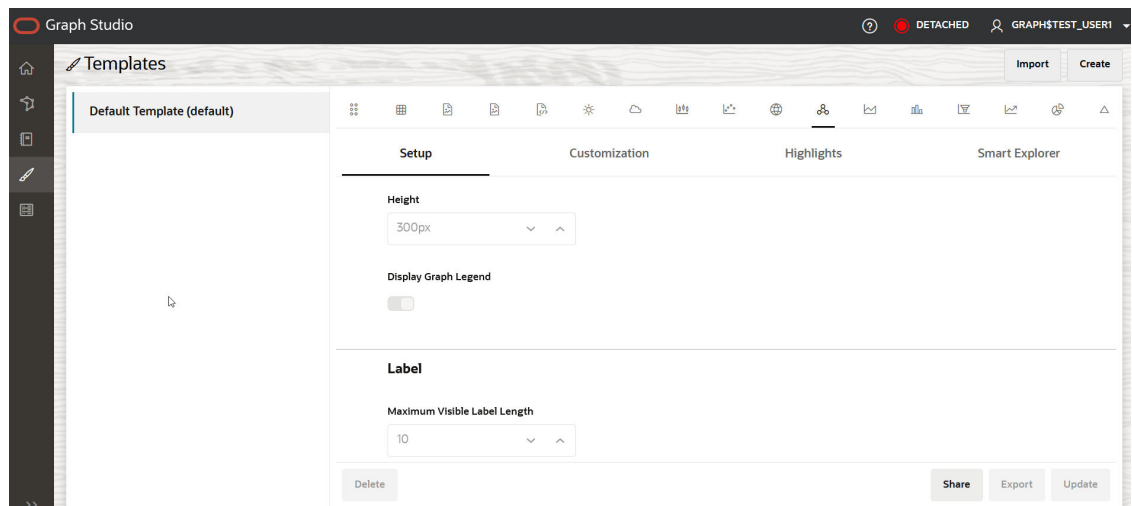 Graph Studio
DETACHED
GRAPH$TEST_USER1
Templates
Import
Create
Default Template (default)
Setup
Customization
Highlights
Smart Explorer
Height
300px
Display Graph Legend
Label
Maximum Visible Label Length
10
Delete
Share
Export
Update